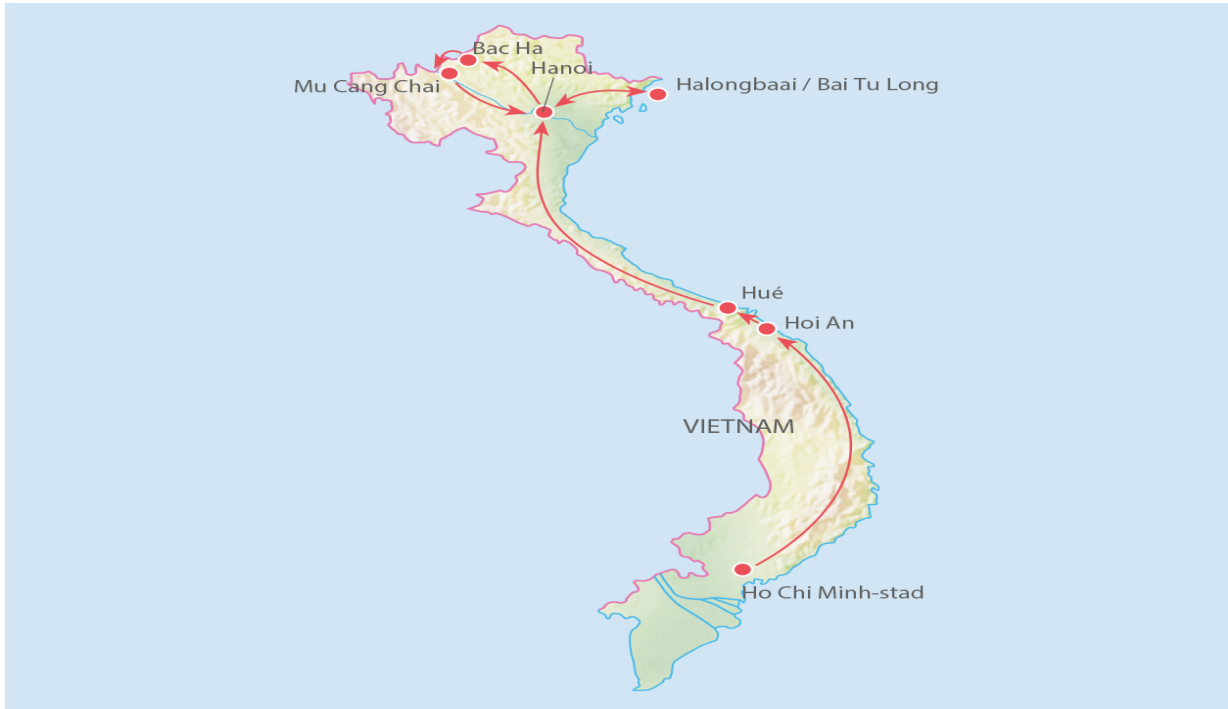 Bac Ha
Hanoi
Mu Cang Chai
Halongbaai / Bai Tu Long
Hué
Hoi An
VIETNAM
Ho Chi Minh-stad